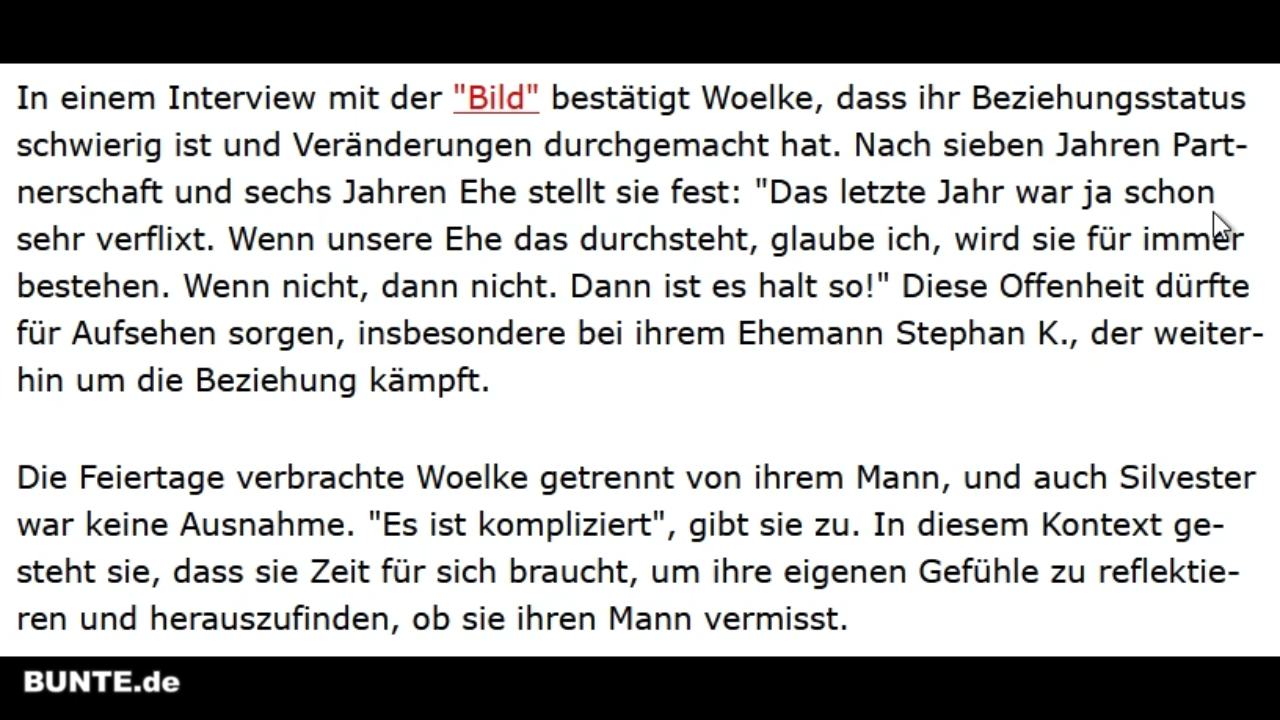 In einem Interview mit der "Bild" bestätigt Woelke, dass ihr Beziehungsstatus
schwierig ist und Veränderungen durchgemacht hat. Nach sieben Jahren Part-
nerschaft und sechs Jahren Ehe stellt sie fest: "Das letzte Jahr war ja schon
sehr verflixt. Wenn unsere Ehe das durchsteht, glaube ich, wird sie für immer
bestehen. Wenn nicht, dann nicht. Dann ist es halt so!" Diese Offenheit dürfte
für Aufsehen sorgen, insbesondere bei ihrem Ehemann Stephan K., der weiter-
hin um die Beziehung kämpft.
Die Feiertage verbrachte Woelke getrennt von ihrem Mann, und auch Silvester
war keine Ausnahme. "Es ist kompliziert", gibt sie zu. In diesem Kontext ge-
steht sie, dass sie Zeit für sich braucht, um ihre eigenen Gefühle zu reflektie-
ren und herauszufinden, ob sie ihren Mann vermisst.
BUNTE.de